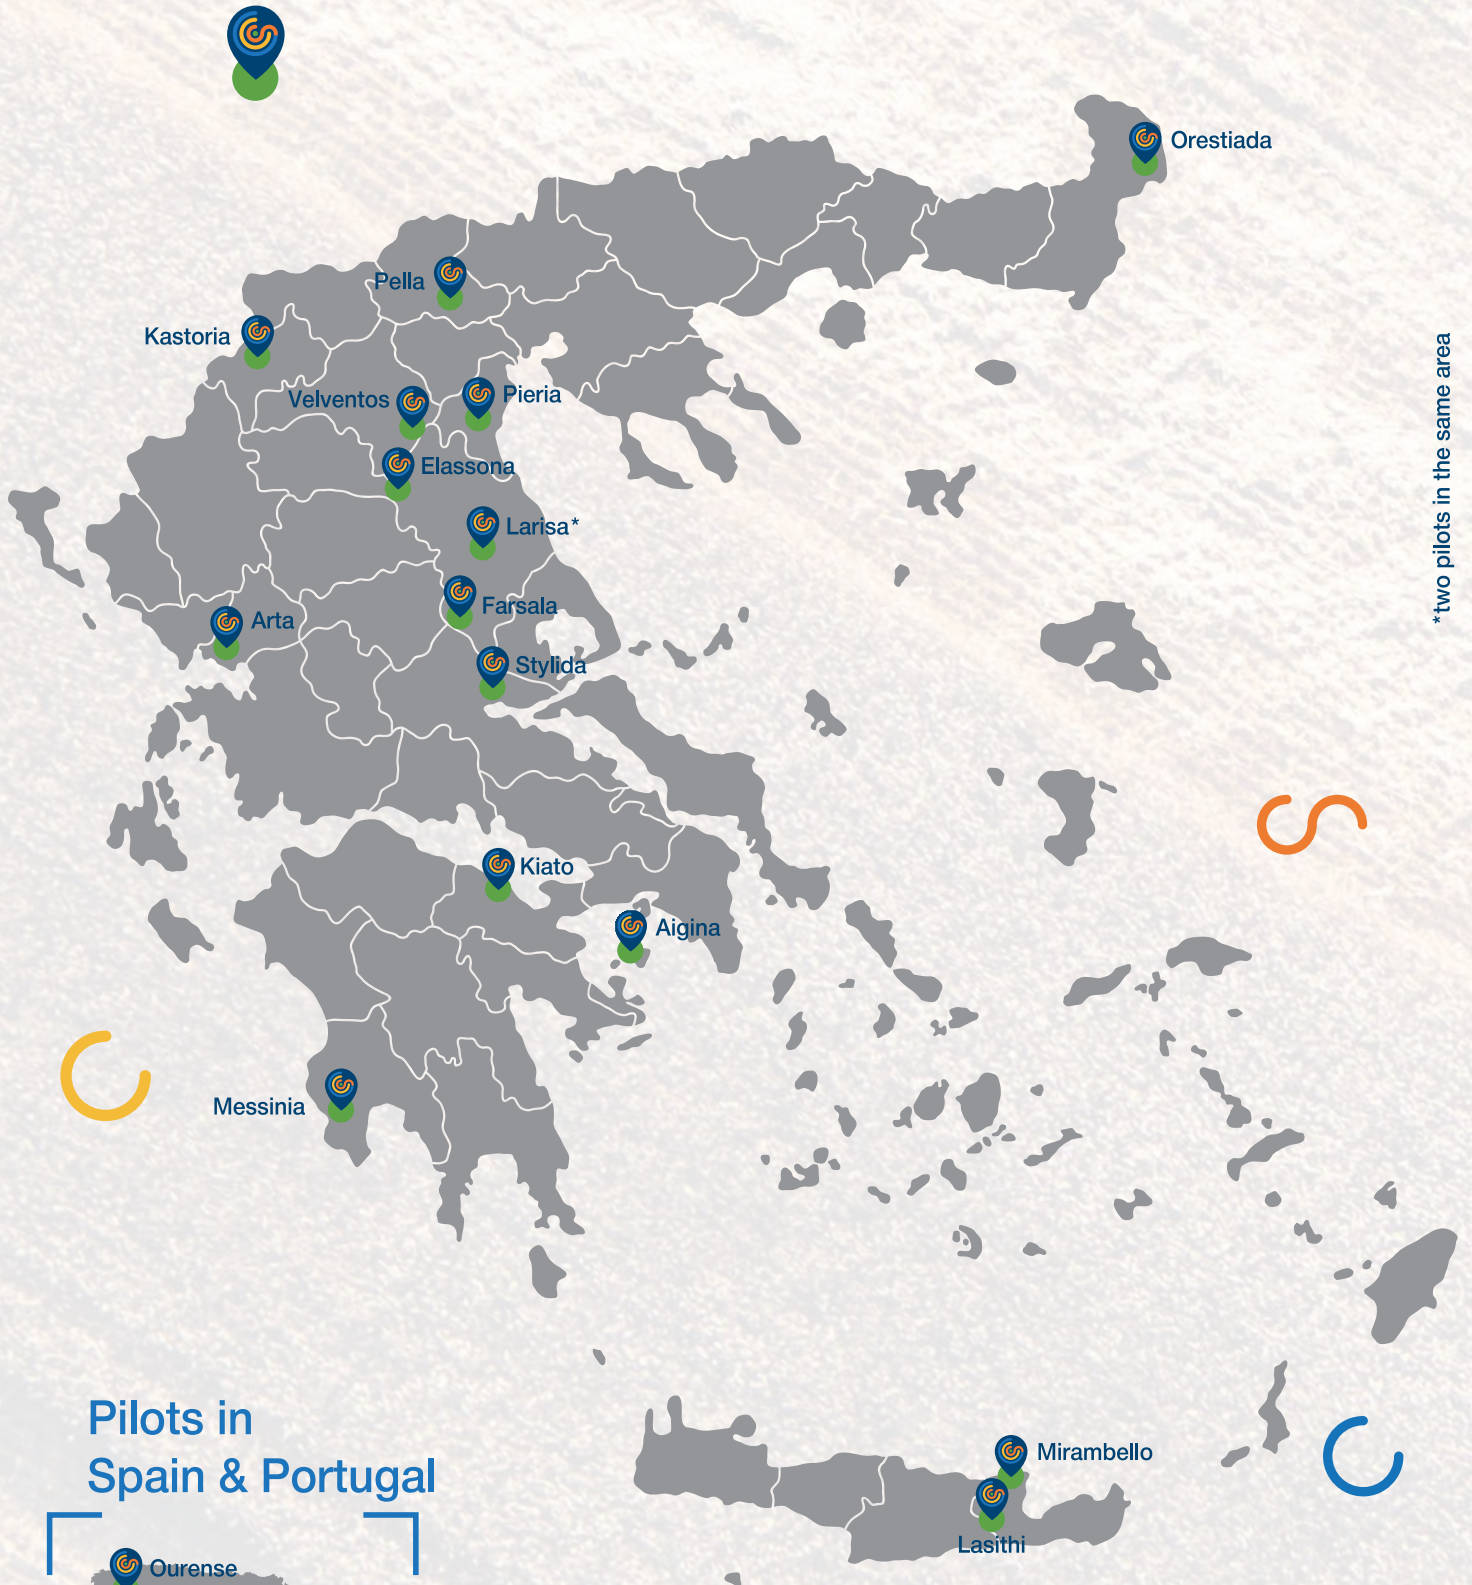 Orestiada
Pella
Kastoria
Velventos
Pieria
Elassona
Larisa*
Farsala
Arta
Stylida
Kiato
Aigina
Messinia
*two pilots in the same area
Pilots in
Spain & Portugal
Mirambello
Lasithi
Ourense